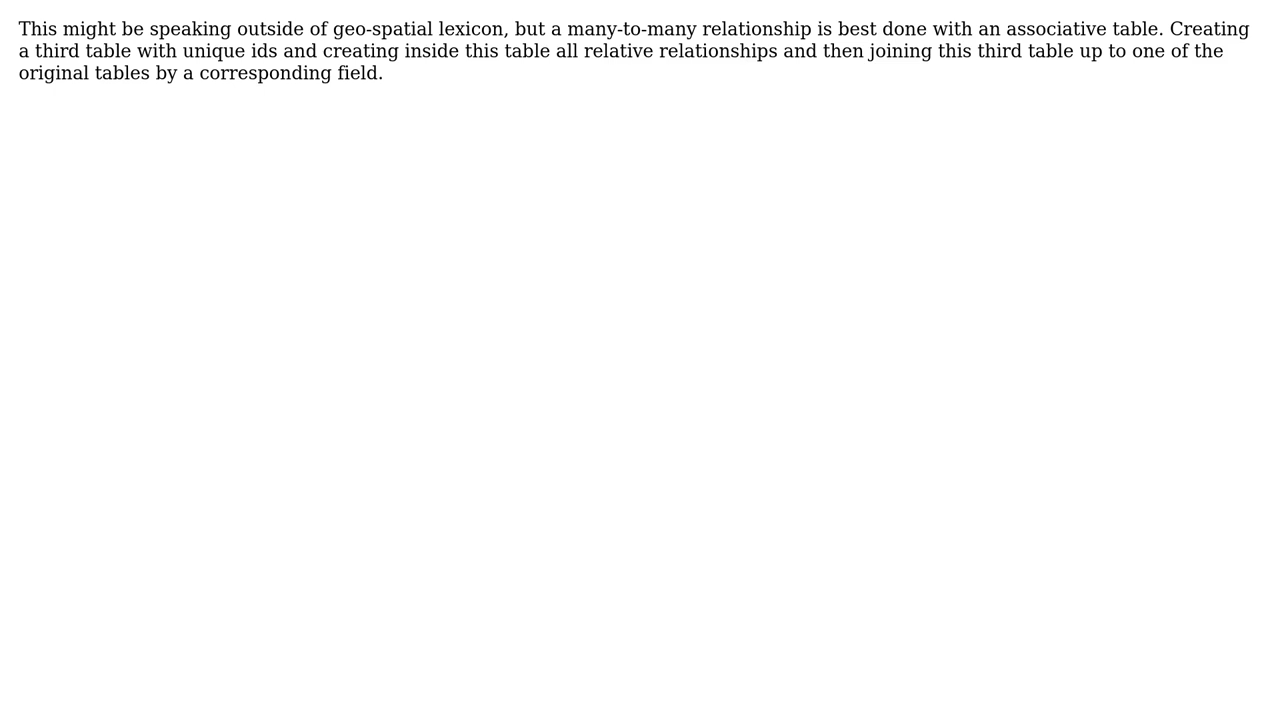 This might be speaking outside of geo-spatial lexicon, but a many-to-many relationship is best done with an associative table. Creating
a third table with unique ids and creating inside this table all relative relationships and then joining this third table up to one of the
original tables by a corresponding field.